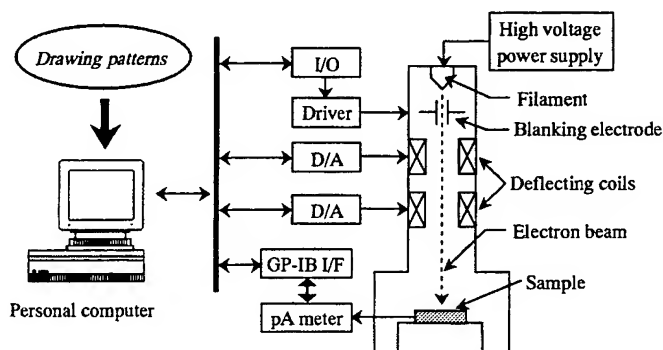 Drawing patterns
Personal computer
I/O
Driver
D/A
D/A
GP-IB I/F
pA meter
High voltage
power supply
Filament
Blanking electrode
Deflecting coils
Electron beam
Sample